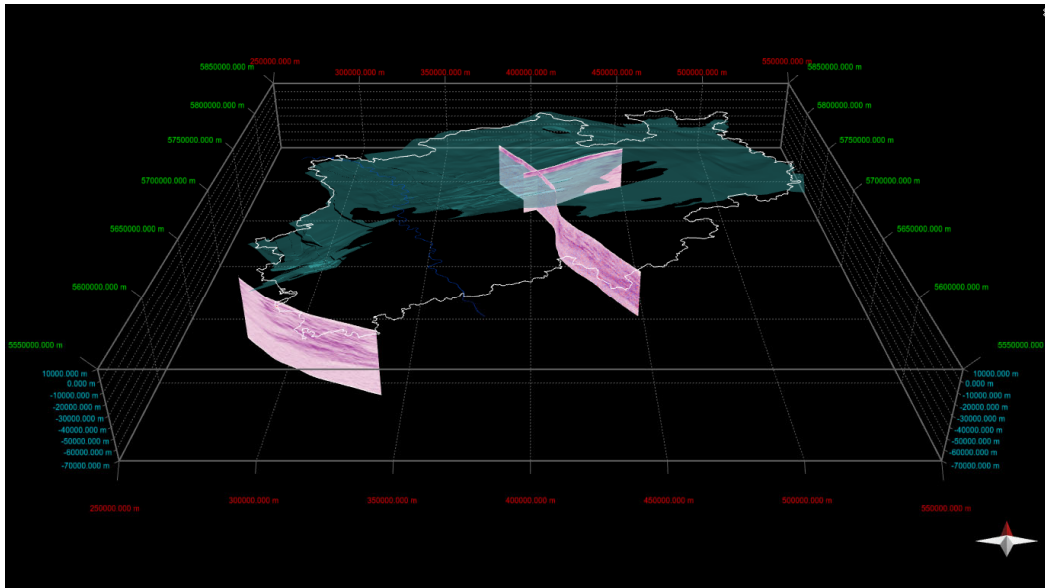 250000.000 m
300000.000 m
350000.000 m
400000.000 m
450000.000 m
500000.000 m
550000.000 m
5850000.000 m
5850000.000 m
5800000.000 m
5800000.000 m
5750000.000 m
5750000.000 m
5700000.000 m
5700000.000 m
5650000.000 m
5650000.000 m
5600000.000 m
5600000.000 m
5550000.000 m
5550000.000 m
10000.000 m
10000.000 m
0.000 m
0.000 m
-10000.000 m
-10000.000 m
-20000.000 m
-20000.000 m
-30000.000 m
-30000.000 m
-40000.000 m
-40000.000 m
-50000.000 m
-50000.000 m
-60000.000 m
-60000.000 m
-70000.000 m
-70000.000 m
300000.000 m
350000.000 m
400000.000 m
450000.000 m
500000.000 m
250000.000 m
550000.000 m